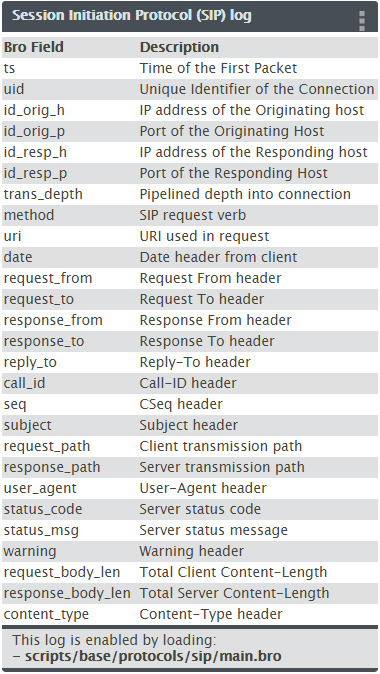 Session Initiation Protocol (SIP) log
Bro Field Description
ts Time of the First Packet
uid Unique Identifier of the Connection
id_orig_h IP address of the Originating host
id_orig_p Port of the Originating Host
id_resp_h IP address of the Responding host
id_resp_p Port of the Responding Host
trans_depth Pipelined depth into connection
method SIP request verb
uri URI used in request
date Date header from client
request_from Request From header
request_to Request To header
response_from Response From header
response_to Response To header
reply_to Reply-To header
call_id Call-ID header
seq CSeq header
subject Subject header
request_path Client transmission path
response_path Server transmission path
user_agent User-Agent header
status_code Server status code
status_msg Server status message
warning Warning header
request_body_len Total Client Content-Length
response_body_len Total Server Content-Length
content_type Content-Type header
This log is enabled by loading:
- scripts/base/protocols/sip/main.bro